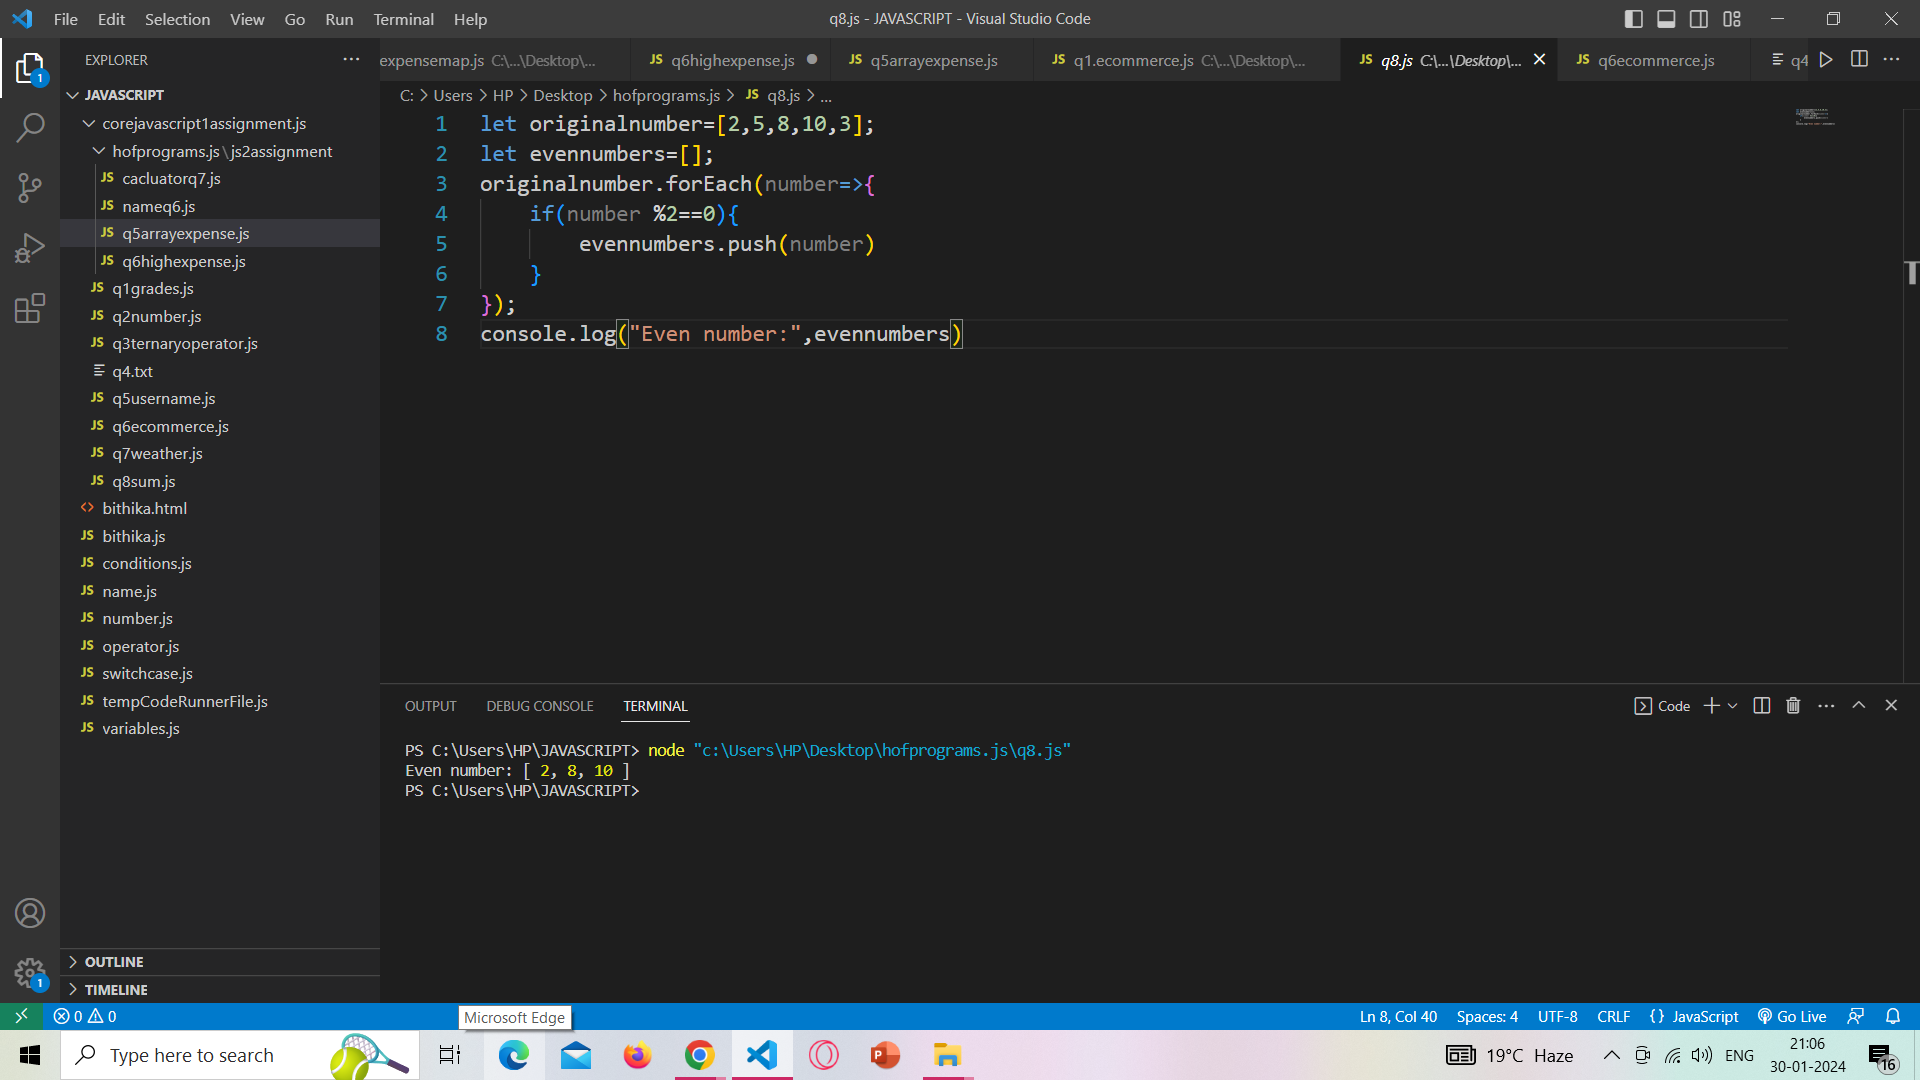 File Edit Selection View Go Run Terminal Help
q8.js - JAVASCRIPT - Visual Studio Code
EXPLORER
expensemap.js C:\...\Desktop\...
JS q6highexpense.js
JS q5arrayexpense.js
JS q1.ecommerce.js C:\...\Desktop\...
JS q8.js C:\...\Desktop\...
JS q6ecommerce.js
q4
JAVASCRIPT
C: > Users > HP > Desktop > hofprograms.js > JS q8.js > ...
corejavascript1assignment.js
hofprograms.js\js2assignment
JS cacluatorq7.js
JS nameq6.js
JS q5arrayexpense.js
JS q6highexpense.js
JS q1grades.js
JS q2number.js
JS q3ternaryoperator.js
q4.txt
JS q5username.js
JS q6ecommerce.js
JS q7weather.js
JS q8sum.js
<> bithika.html
JS bithika.js
JS conditions.js
JS name.js
JS number.js
JS operator.js
JS switchcase.js
JS tempCodeRunnerFile.js
JS variables.js
OUTLINE
TIMELINE
1 let originalnumber=[2,5,8,10,3];
2 let evennumbers=[];
3 originalnumber.forEach(number=>{
4 if(number %2==0){
5 evennumbers.push(number)
6 }
7 });
8 console.log("Even number:",evennumbers)
OUTPUT DEBUG CONSOLE TERMINAL
Code
PS C:\Users\HP\JAVASCRIPT> node "c:\Users\HP\Desktop\hofprograms.js\q8.js"
Even number: [ 2, 8, 10 ]
PS C:\Users\HP\JAVASCRIPT>
1
1
0 0
Microsoft Edge
Ln 8, Col 40 Spaces: 4 UTF-8 CRLF {} JavaScript Go Live
Type here to search
19°C Haze
ENG
21:06
30-01-2024
16